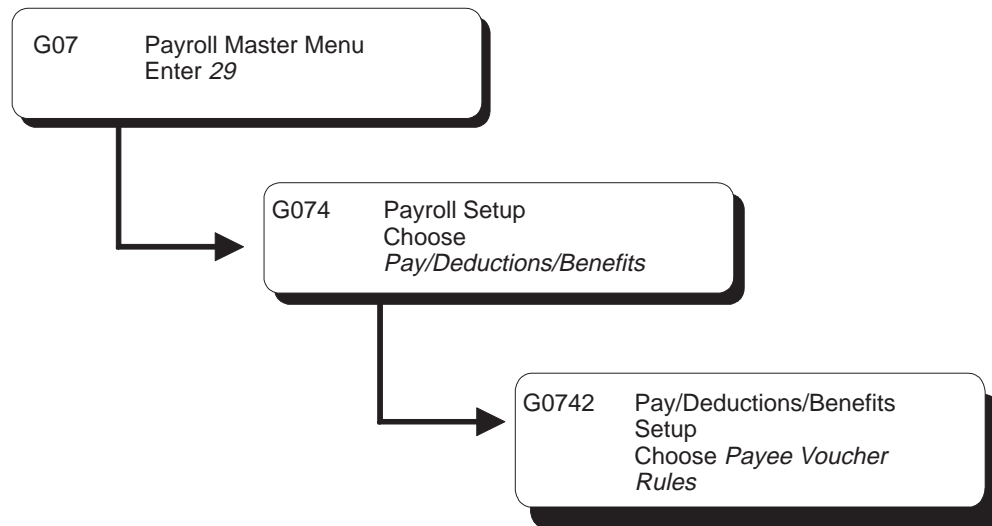 G07 Payroll Master Menu
Enter 29
G074 Payroll Setup
Choose
Pay/Deductions/Benefits
G0742 Pay/Deductions/Benefits
Setup
Choose Payee Voucher
Rules